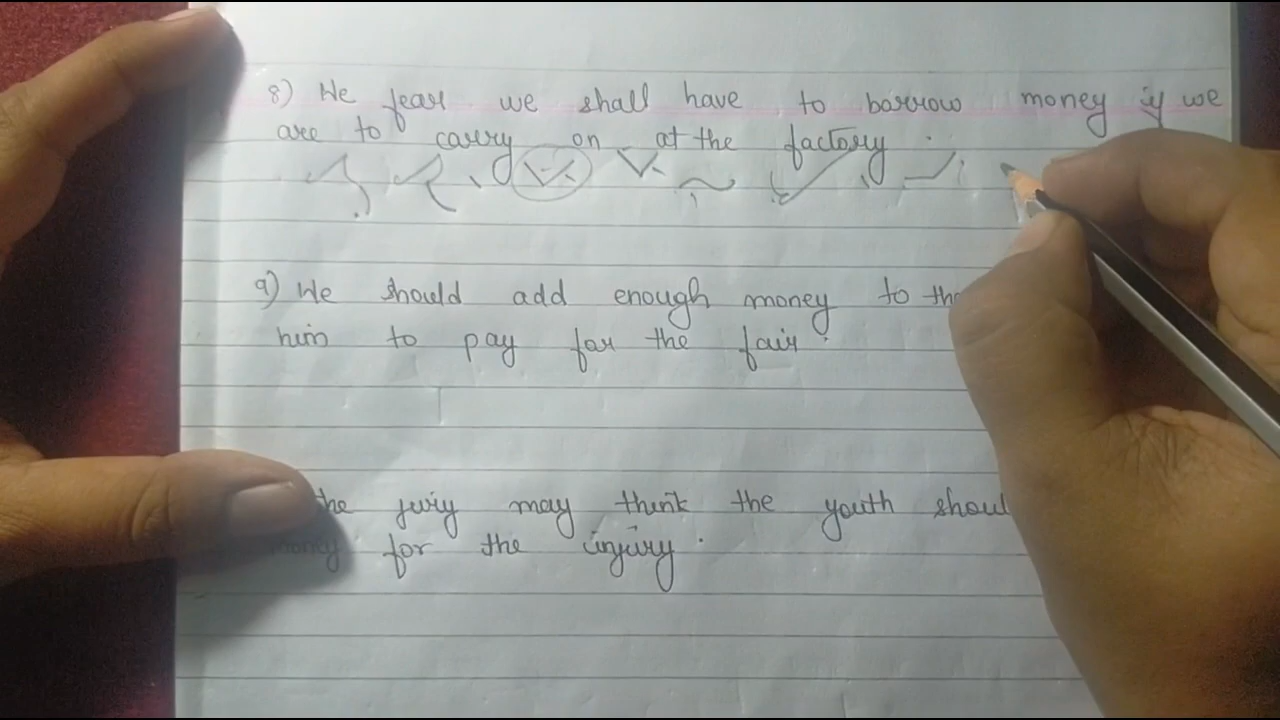 8) We fear we shall have to borrow money if we
are to carry on at the factory.
9) We should add enough money to the
him to pay for the fair.
the jury may think the youth
money for the injury.